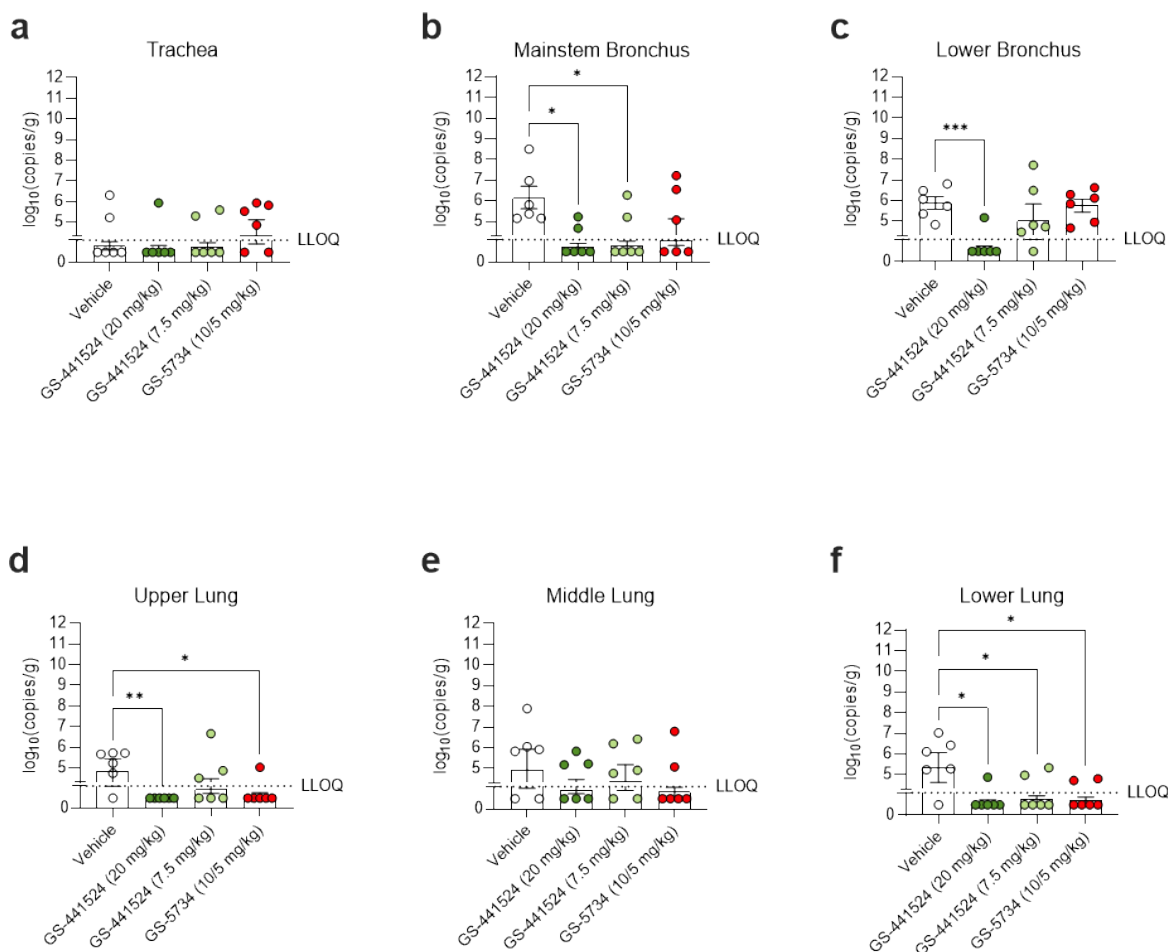 a
Trachea
12
11
10
9
8
7
6
5
0
log10(copies/g)
LLOQ
Vehicle
GS-441524 (20 mg/kg)
GS-441524 (7.5 mg/kg)
GS-5734 (10/5 mg/kg)
b
Mainstem Bronchus
*
*
12
11
10
9
8
7
6
5
0
log10(copies/g)
LLOQ
Vehicle
GS-441524 (20 mg/kg)
GS-441524 (7.5 mg/kg)
GS-5734 (10/5 mg/kg)
c
Lower Bronchus
***
12
11
10
9
8
7
6
5
0
log10(copies/g)
LLOQ
Vehicle
GS-441524 (20 mg/kg)
GS-441524 (7.5 mg/kg)
GS-5734 (10/5 mg/kg)
d
Upper Lung
*
**
12
11
10
9
8
7
6
5
0
log10(copies/g)
LLOQ
Vehicle
GS-441524 (20 mg/kg)
GS-441524 (7.5 mg/kg)
GS-5734 (10/5 mg/kg)
e
Middle Lung
12
11
10
9
8
7
6
5
0
log10(copies/g)
LLOQ
Vehicle
GS-441524 (20 mg/kg)
GS-441524 (7.5 mg/kg)
GS-5734 (10/5 mg/kg)
f
Lower Lung
*
*
*
12
11
10
9
8
7
6
5
0
log10(copies/g)
LLOQ
Vehicle
GS-441524 (20 mg/kg)
GS-441524 (7.5 mg/kg)
GS-5734 (10/5 mg/kg)